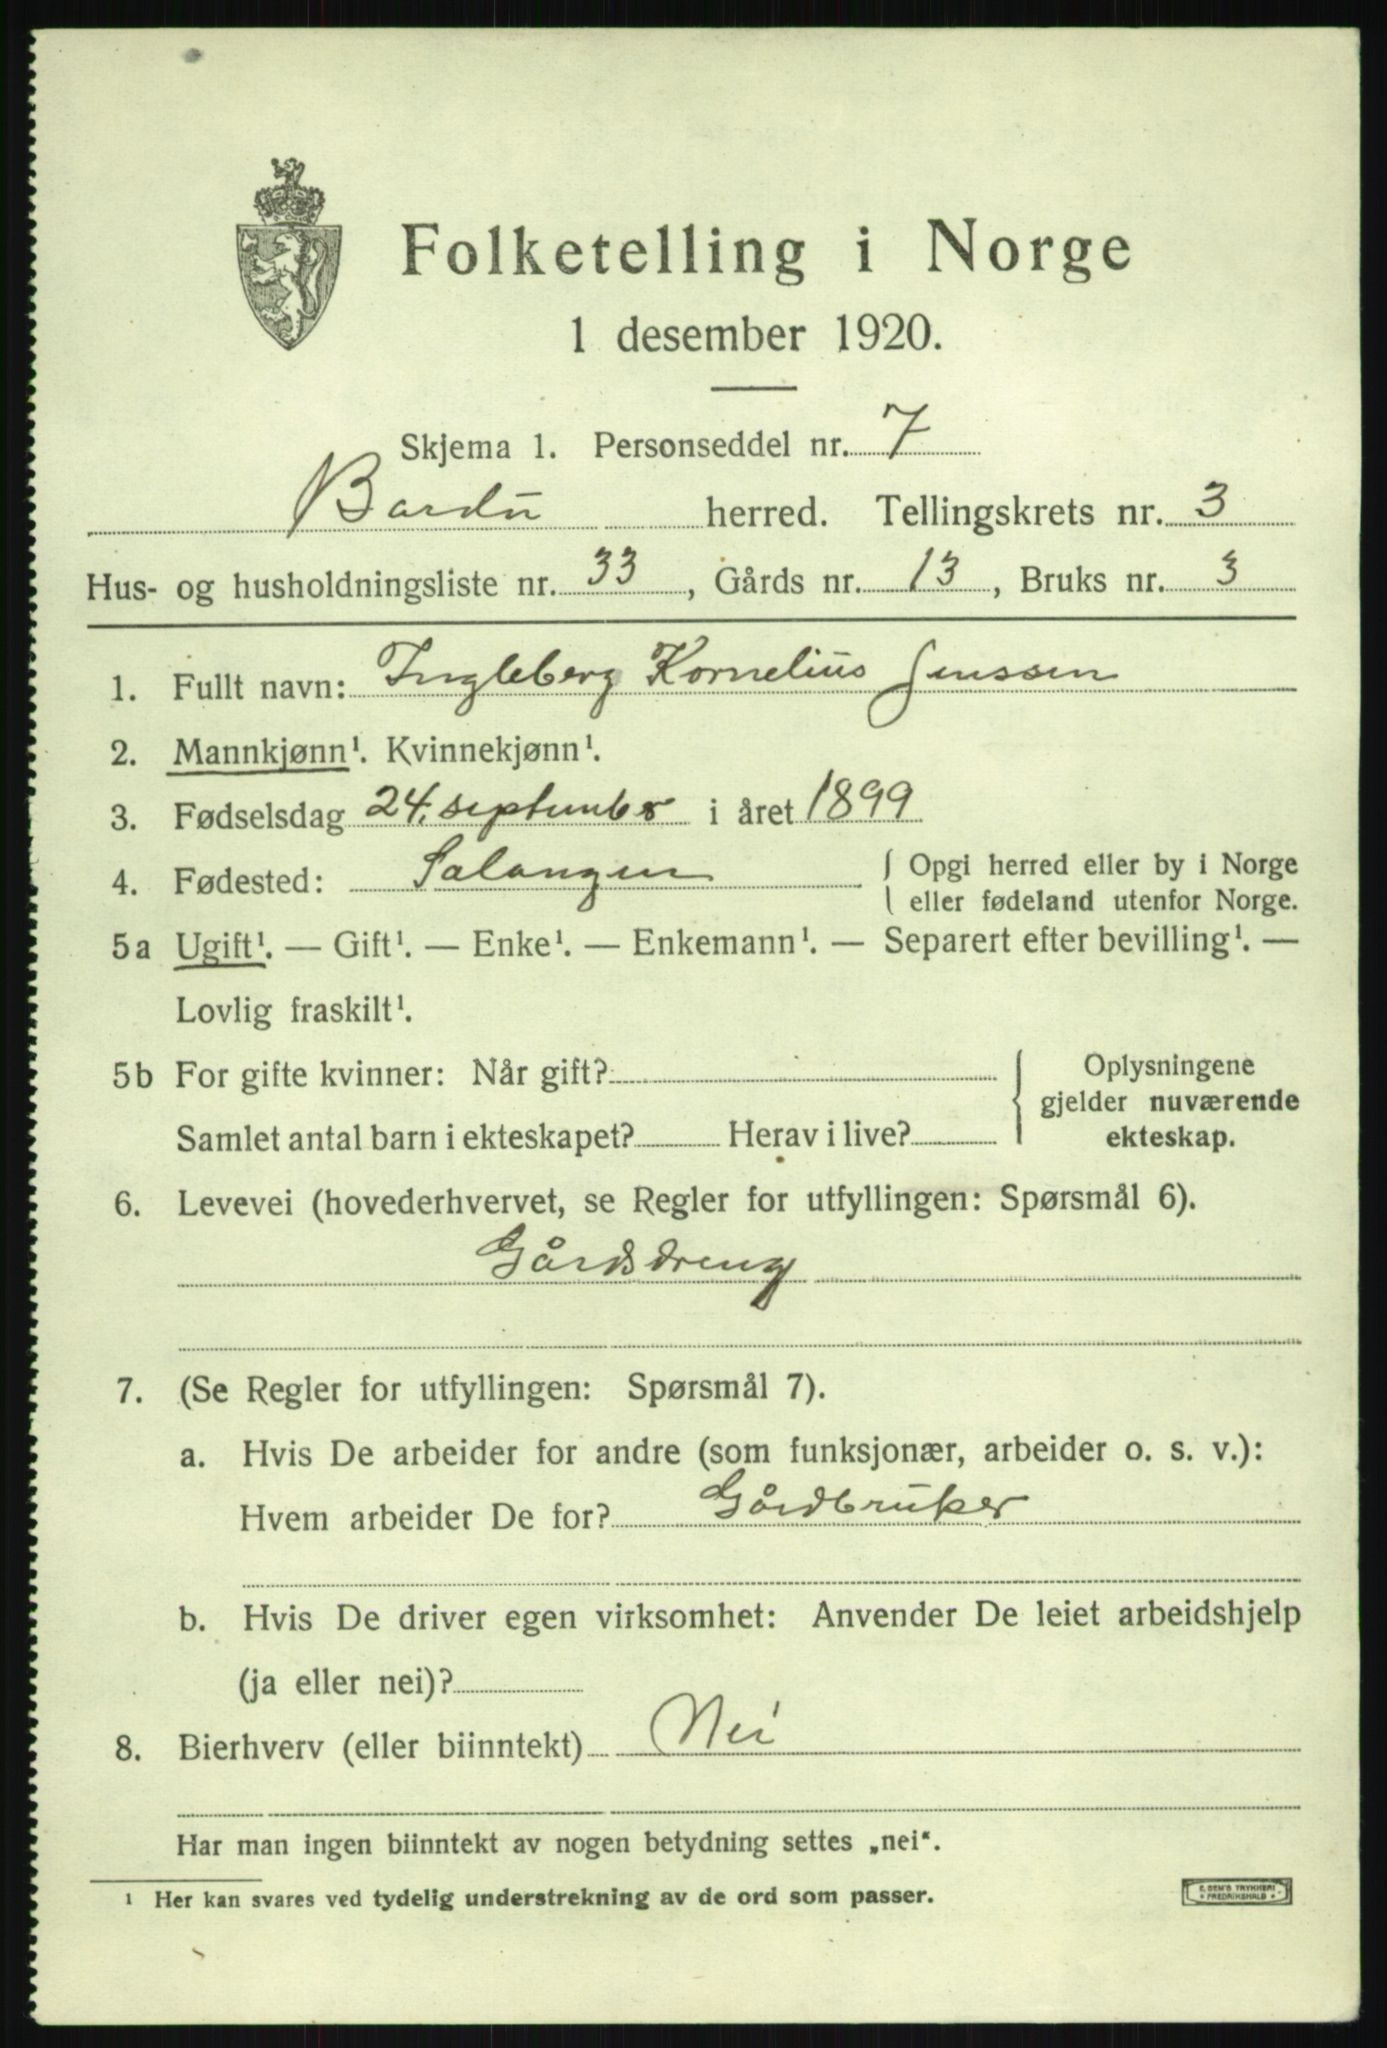 Folketelling i Norge
1 desember 1920.
Skjema 1. Personseddel nr. 7
Bardu herred. Tellingskrets nr. 3
Hus- og husholdningsliste nr. 33, Gårds nr. 13, Bruks nr. 3
1. Fullt navn: Ingleberg Kornelius Jenssen
2. Mannkjønn¹. Kvinnekjønn¹.
3. Fødselsdag 24. september i året 1899
4. Fødested: Salangen { Opgi herred eller by i Norge
eller fødeland utenfor Norge.
5a Ugift¹. — Gift¹. — Enke¹. — Enkemann¹. — Separert efter bevilling¹. —
Lovlig fraskilt¹.
5b For gifte kvinner: Når gift?
Samlet antal barn i ekteskapet? Herav i live?
Oplysningene
gjelder nuværende
ekteskap.
6. Levevei (hovederhvervet, se Regler for utfyllingen: Spørsmål 6).
Gårdsdreng
7. (Se Regler for utfyllingen: Spørsmål 7).
a. Hvis De arbeider for andre (som funksjonær, arbeider o. s. v.):
Hvem arbeider De for? Gårdbruker
b. Hvis De driver egen virksomhet: Anvender De leiet arbeidshjelp
(ja eller nei)?
8. Bierhverv (eller biinntekt) Nei
Har man ingen biinntekt av nogen betydning settes „nei“.
¹ Her kan svares ved tydelig understrekning av de ord som passer.
E. SEM'S TRYKKERI
FREDRIKSHALD